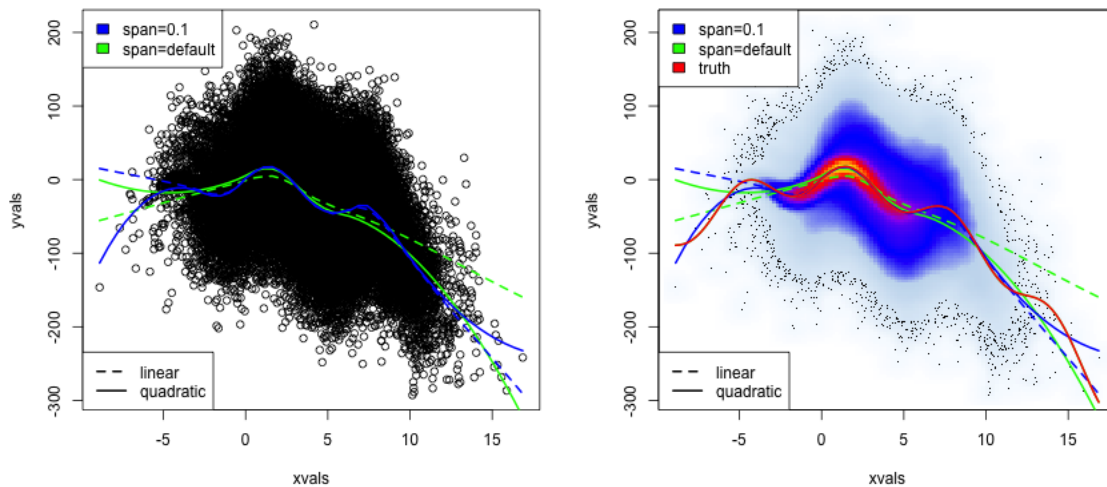 span=0.1
span=default
linear
quadratic
yvals
200
100
0
-100
-200
-300
-5
0
5
10
15
xvals
span=0.1
span=default
truth
linear
quadratic
yvals
200
100
0
-100
-200
-300
-5
0
5
10
15
xvals